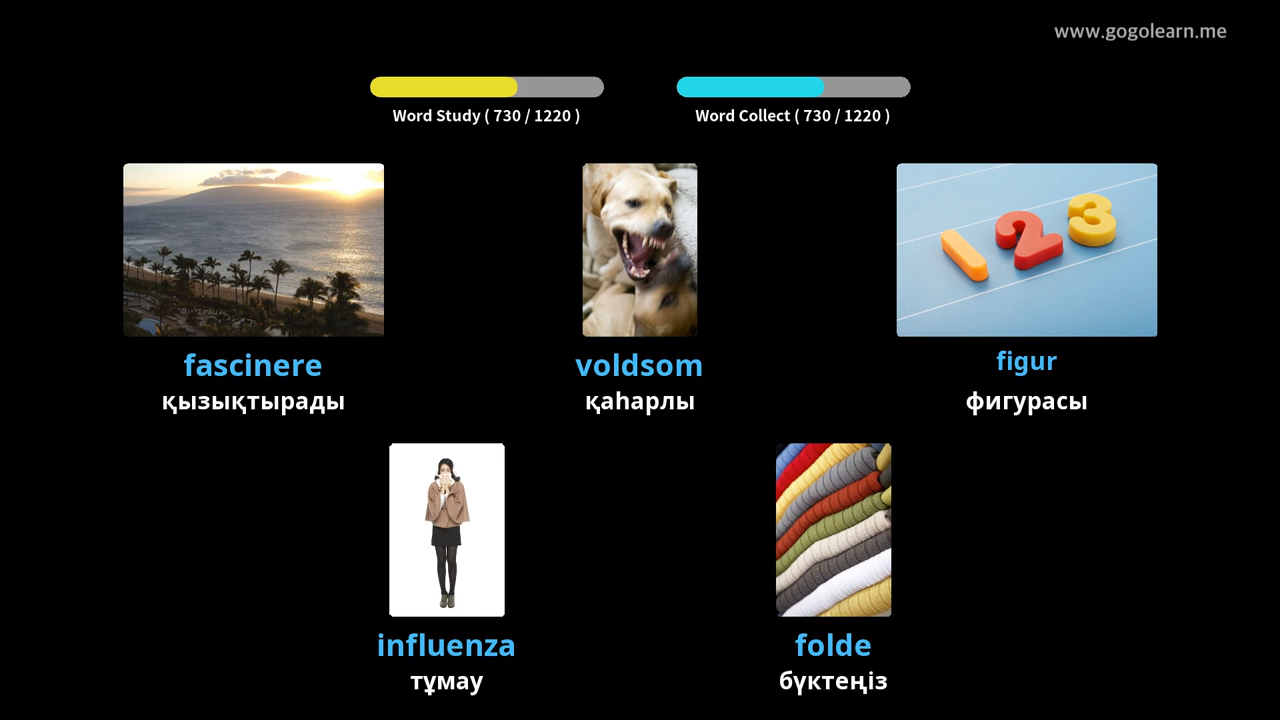 www.gogolearn.me
Word Study ( 730 / 1220 )
Word Collect ( 730 / 1220 )
fascinere
қызықтырады
voldsom
қаһарлы
figur
фигурасы
influenza
тұмау
folde
бүктеңіз